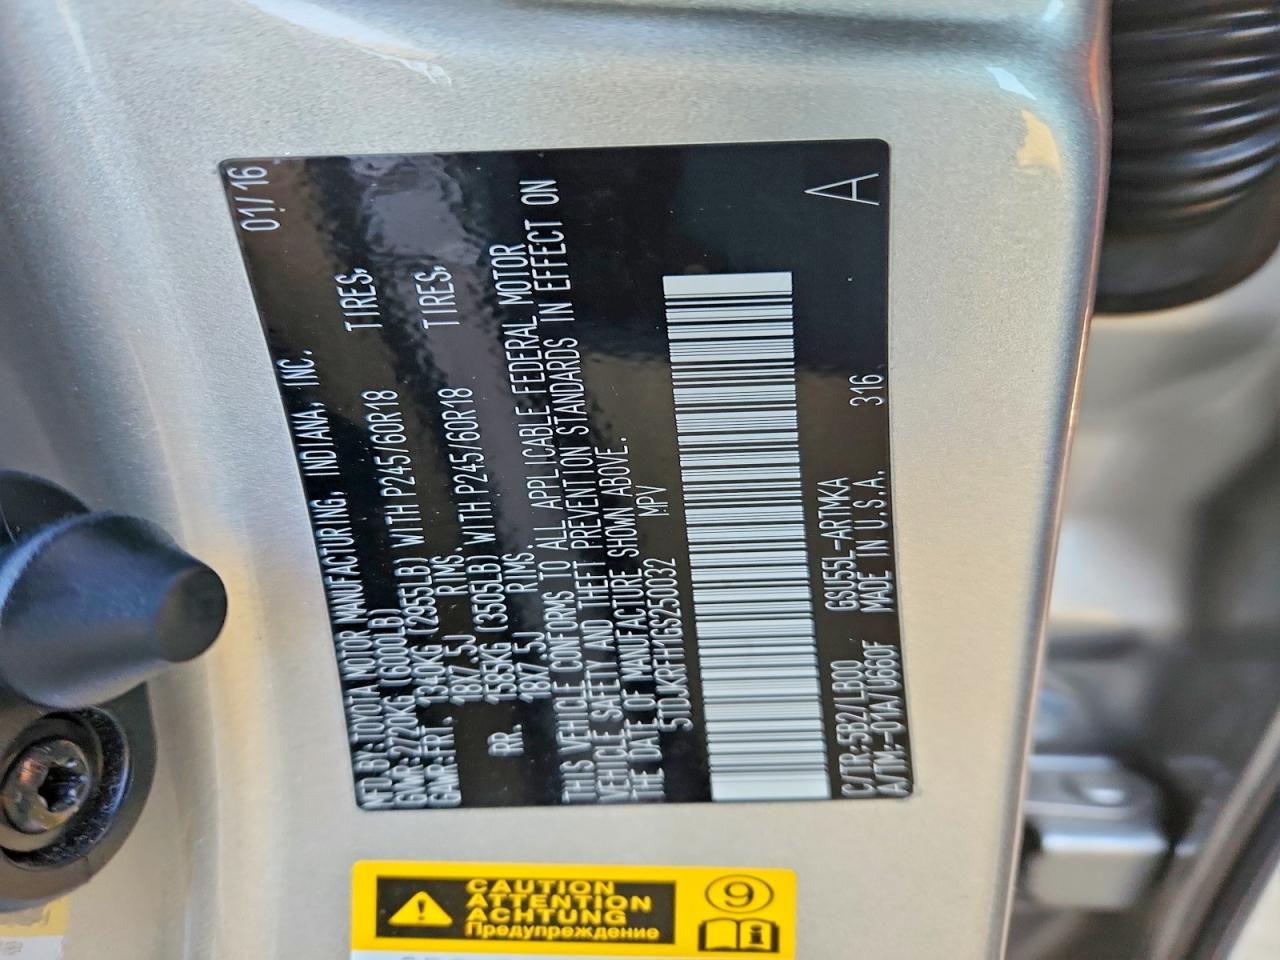 MFD.BY:TOYOTA MOTOR MANUFACTURING, INDIANA, INC. 01/16
GVWR:2720KG (6000LB)
GAWR:FRT. 1340KG (2955LB) WITH P245/60R18 TIRES,
18X7.5J RIMS.
RR. 1585KG (3505LB) WITH P245/60R18 TIRES,
18X7.5J RIMS.
THIS VEHICLE CONFORMS TO ALL APPLICABLE FEDERAL MOTOR
VEHICLE SAFETY AND THEFT PREVENTION STANDARDS IN EFFECT ON
THE DATE OF MANUFACTURE SHOWN ABOVE.
5TDJKRFH1GS250032 MPV
A
C/TR:5B2/LB00 GSU55L-ARTMKA
A/TM:-01A/U660F MADE IN U.S.A. 316
CAUTION
ATTENTION
ACHTUNG
Предупреждение
9